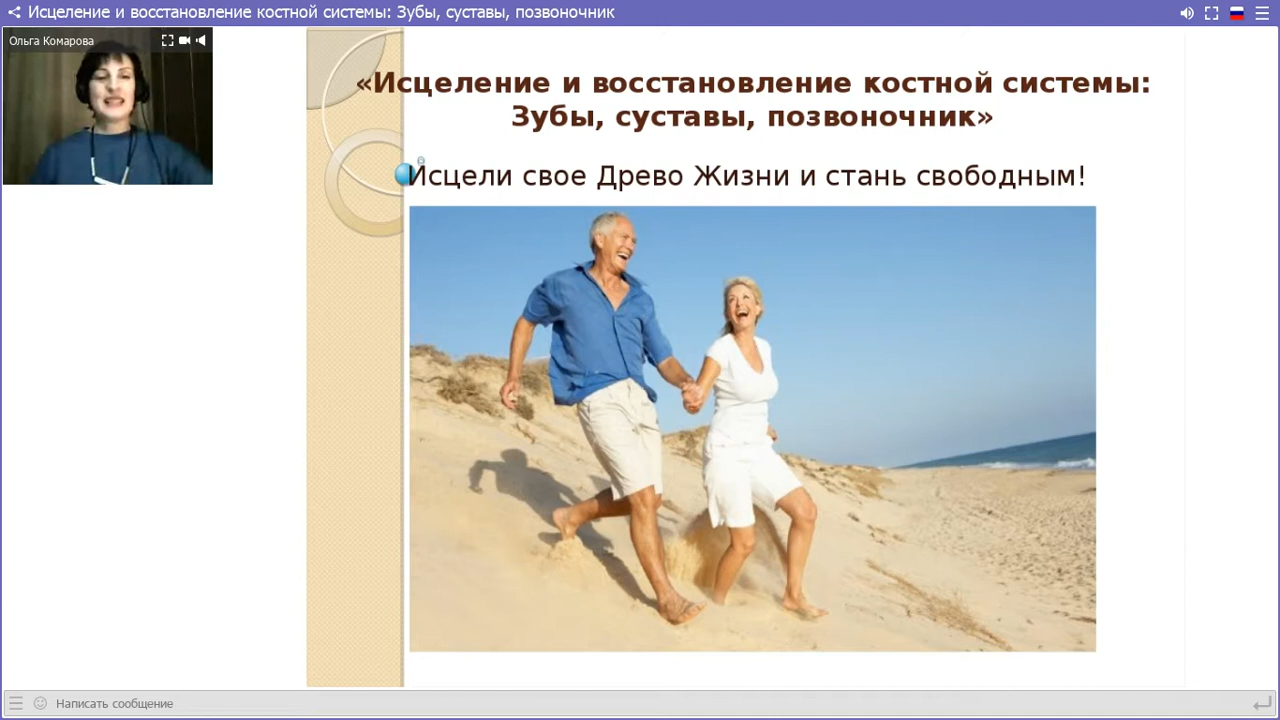 Исцеление и восстановление костной системы: Зубы, суставы, позвоночник
Ольга Комарова
«Исцеление и восстановление костной системы:
Зубы, суставы, позвоночник»
Исцели свое Древо Жизни и стань свободным!
Написать сообщение